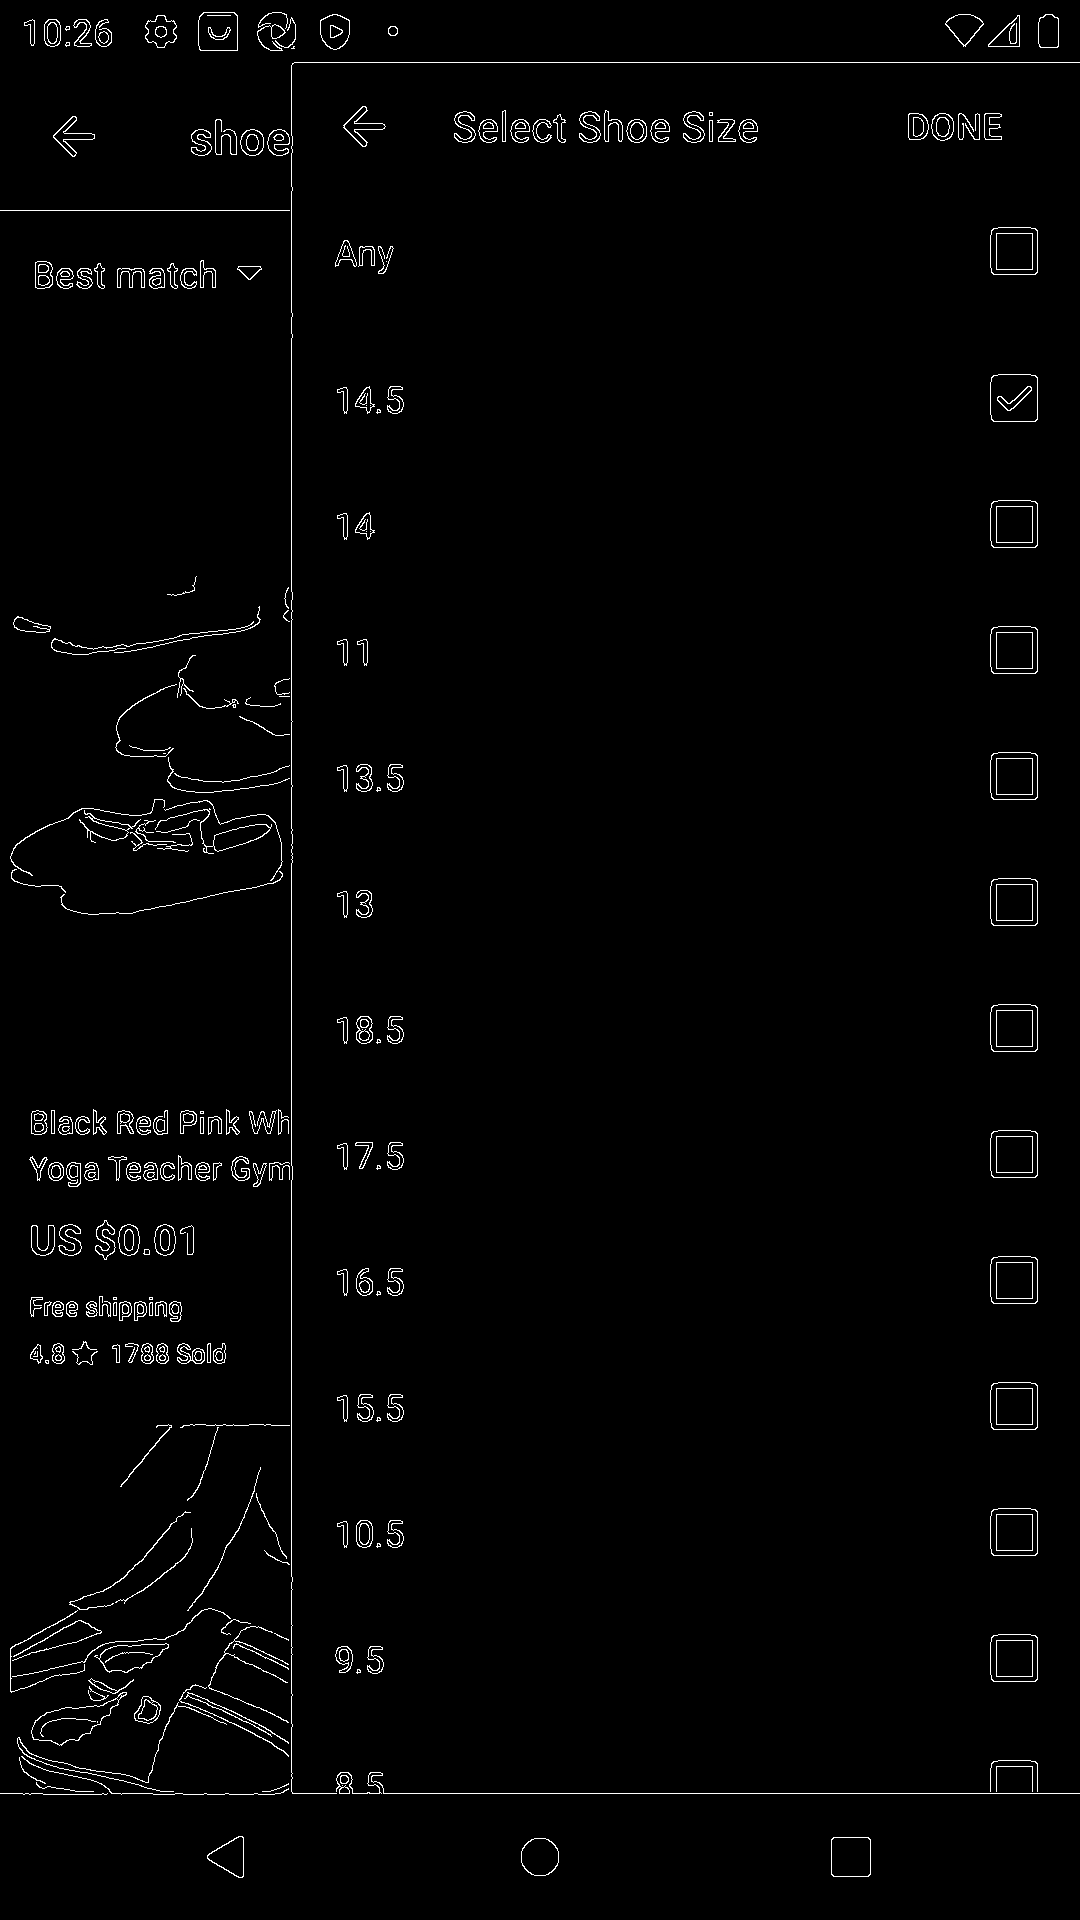 10:26
shoe
Select Shoe Size
DONE
Best match
Any
14.5
14
11
13.5
13
18.5
17.5
16.5
15.5
10.5
9.5
8.5
Black Red Pink Wh
Yoga Teacher Gym
US $0.01
Free shipping
4.8 1788 Sold